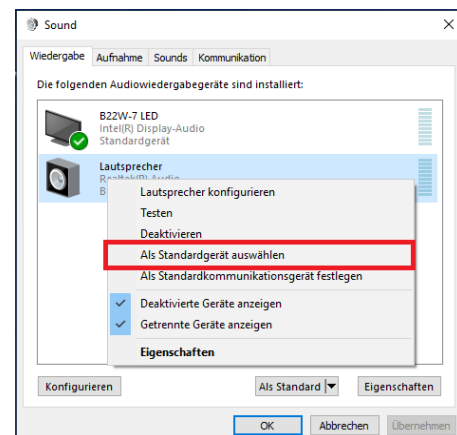 Sound
Wiedergabe Aufnahme Sounds Kommunikation
Die folgenden Audiowiedergabegeräte sind installiert:
B22W-7 LED
Intel(R) Display-Audio
Standardgerät
Lautsprecher
Lautsprecher konfigurieren
Testen
Deaktivieren
Als Standardgerät auswählen
Als Standardkommunikationsgerät festlegen
Deaktivierte Geräte anzeigen
Getrennte Geräte anzeigen
Eigenschaften
Konfigurieren Als Standard Eigenschaften
OK Abbrechen Übernehmen